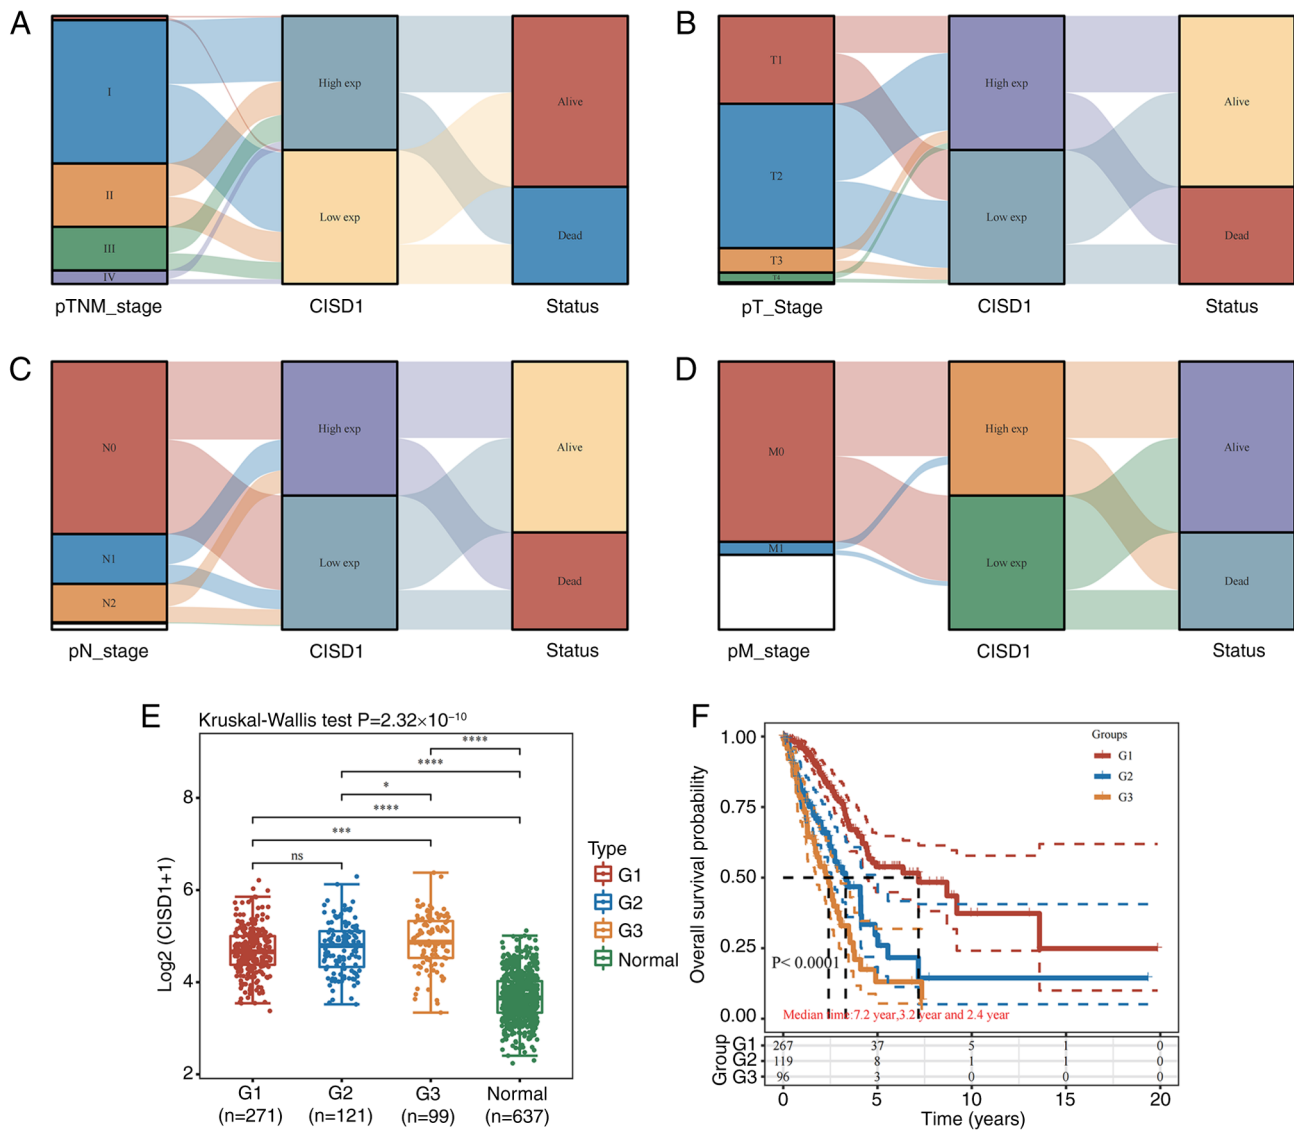 A
I
II
III
IV
High exp
Low exp
Alive
Dead
pTNM_stage
CISD1
Status
B
T1
T2
T3
T4
High exp
Low exp
Alive
Dead
pT_Stage
CISD1
Status
C
N0
N1
N2
High exp
Low exp
Alive
Dead
pN_stage
CISD1
Status
D
M0
M1
High exp
Low exp
Alive
Dead
pM_stage
CISD1
Status
E
Kruskal-Wallis test P=2.32×10⁻¹⁰
****
****
*
****
***
ns
Log2 (CISD1+1)
8
6
4
2
G1
(n=271)
G2
(n=121)
G3
(n=99)
Normal
(n=637)
Type
G1
G2
G3
Normal
F
Overall survival probability
1.00
0.75
0.50
0.25
0.00
Groups
G1
G2
G3
P< 0.0001
Median time:7.2 year,3.2 year and 2.4 year
Group
G1 267 37 5 1 0
G2 119 8 1 1 0
G3 96 3 0 0 0
0 5 10 15 20
Time (years)